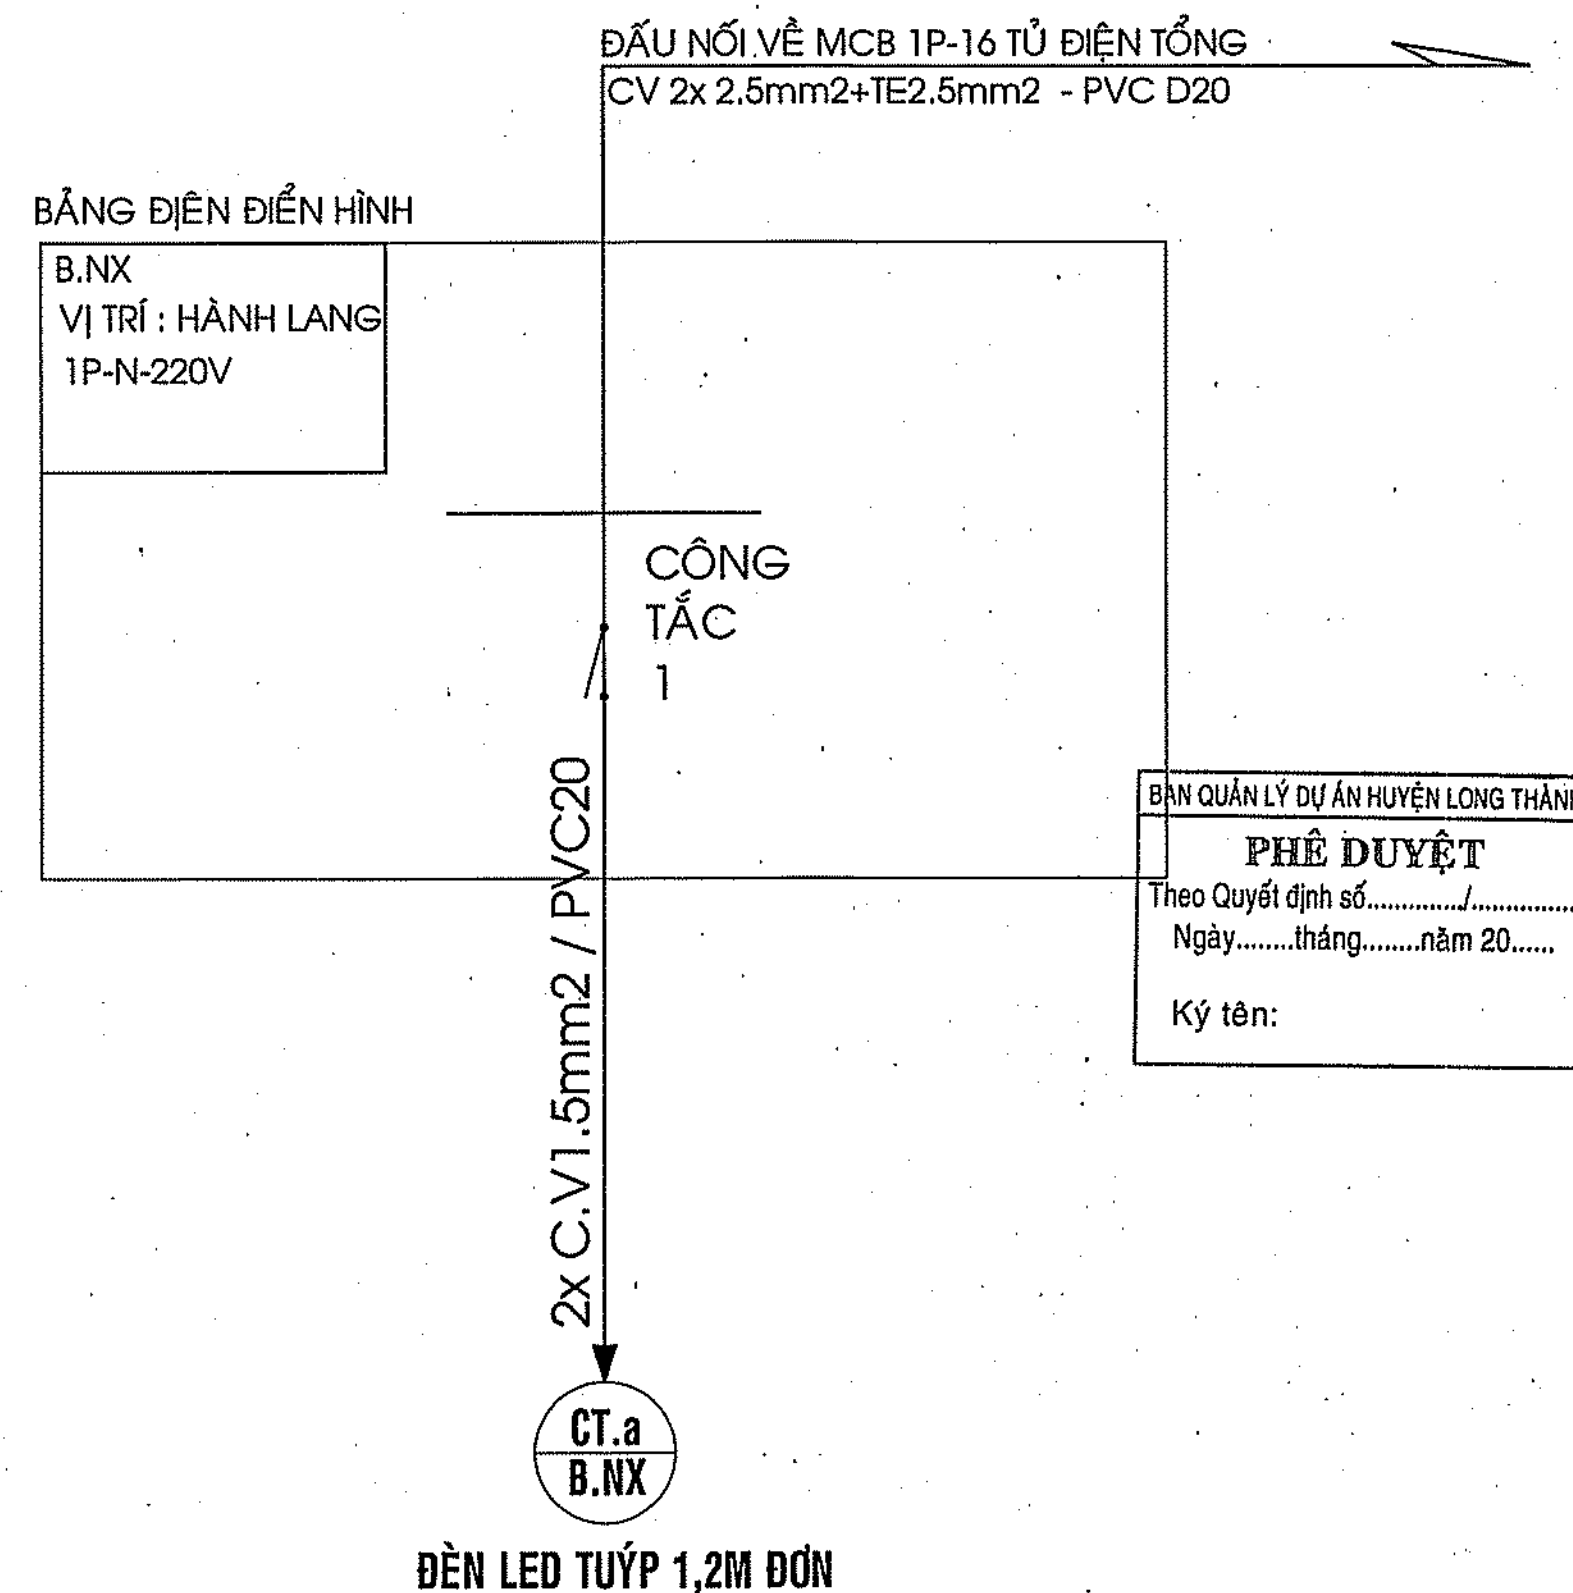 ĐẤU NỐI VỀ MCB 1P-16 TỦ ĐIỆN TỔNG
CV 2x 2.5mm2+TE2.5mm2 - PVC D20
BẢNG ĐIỆN ĐIỂN HÌNH
B.NX
VỊ TRÍ : HÀNH LANG
1P-N-220V
CÔNG
TẮC
1
2x C.V1.5mm2 / PVC20
BAN QUẢN LÝ DỰ ÁN HUYỆN LONG THÀNH
PHÊ DUYỆT
Theo Quyết định số............../...............
Ngày........tháng........năm 20......
Ký tên:
CT.a
B.NX
ĐÈN LED TUÝP 1,2M ĐƠN